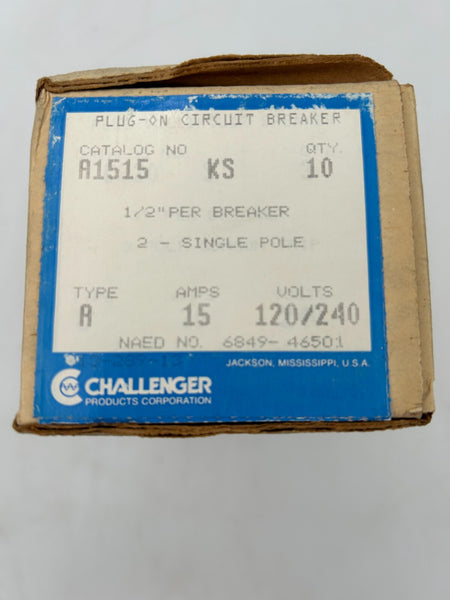 PLUG-ON CIRCUIT BREAKER
CATALOG NO QTY.
A1515 KS 10
1/2" PER BREAKER
2 - SINGLE POLE
TYPE AMPS VOLTS
A 15 120/240
NAED NO. 6849-46501
JACKSON, MISSISSIPPI, U.S.A.
CHALLENGER
PRODUCTS CORPORATION